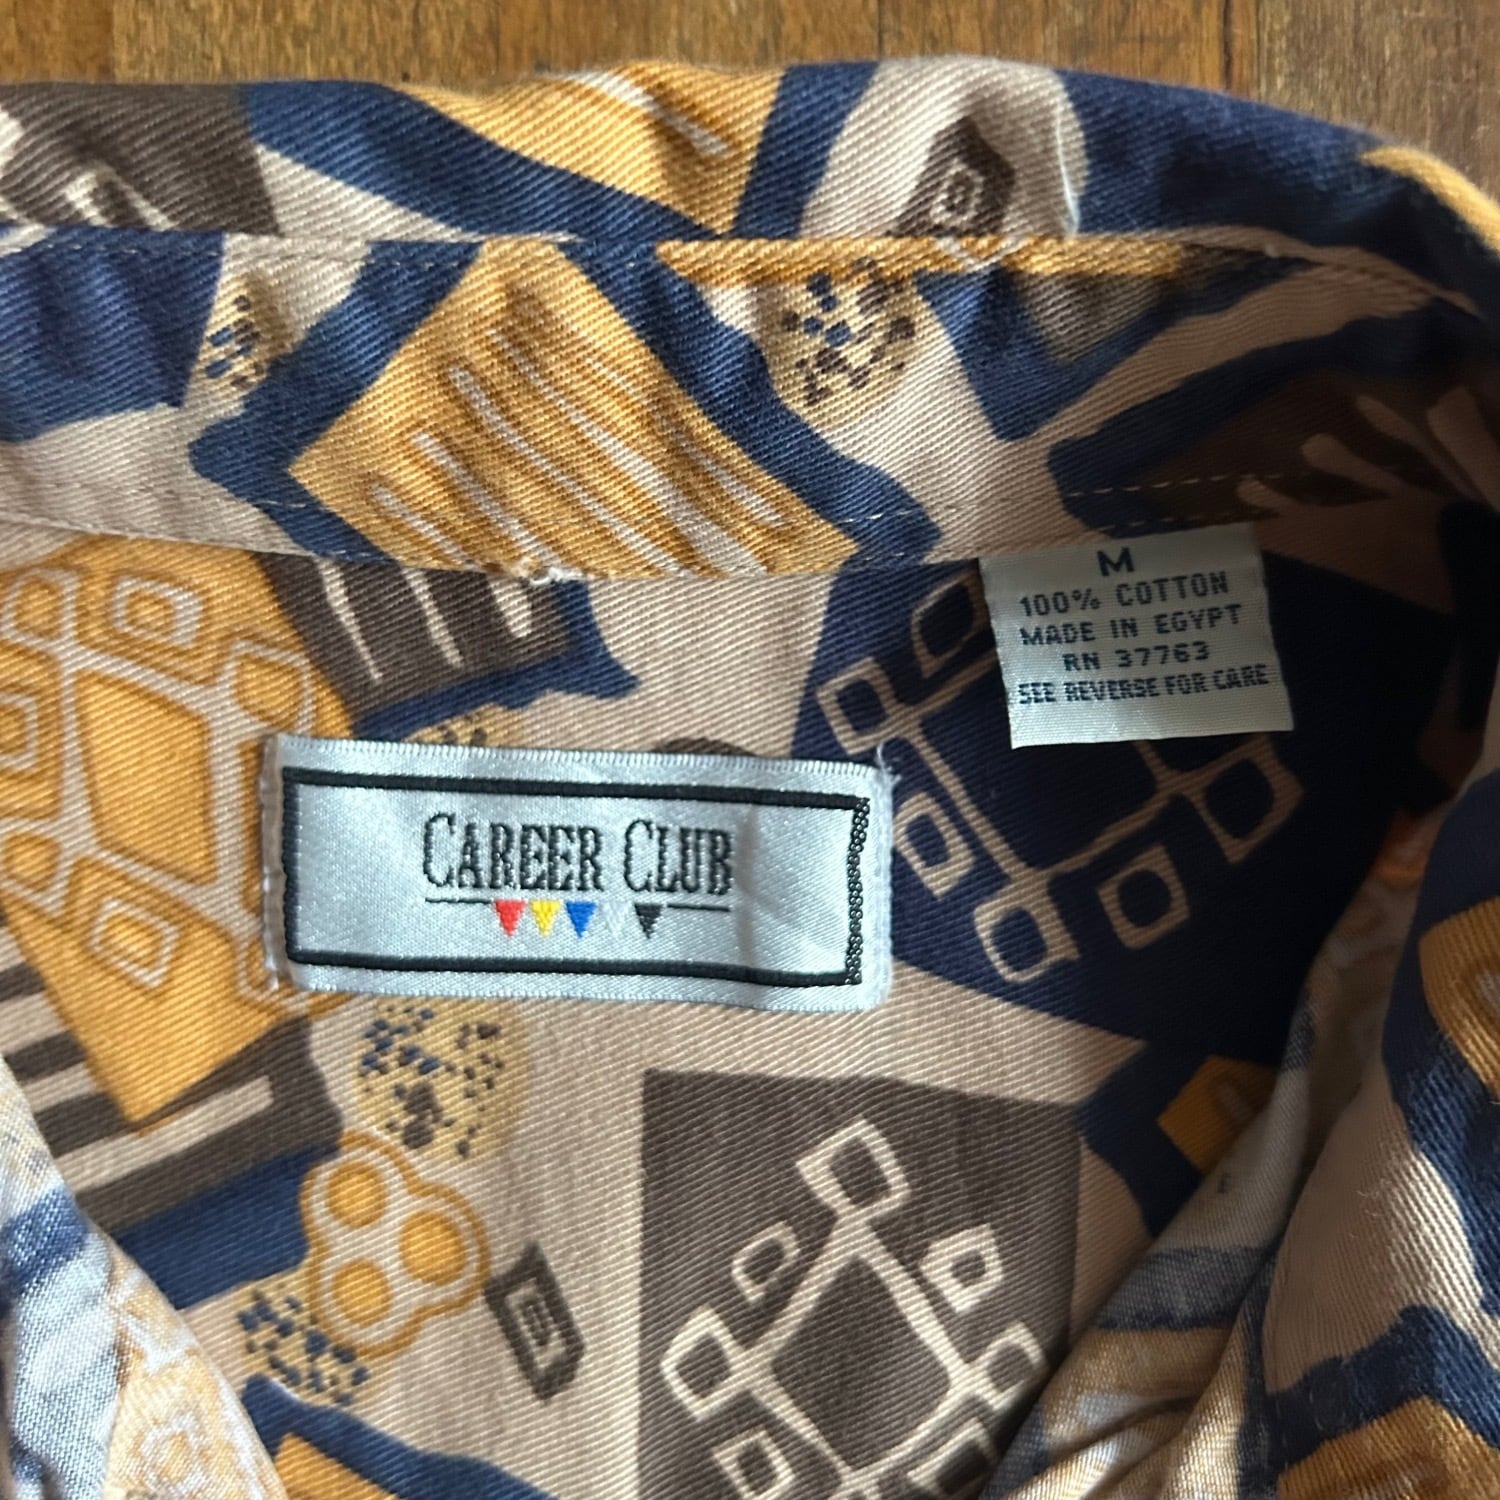 M
100% COTTON
MADE IN EGYPT
RN 37763
SEE REVERSE FOR CARE
CAREER CLUB